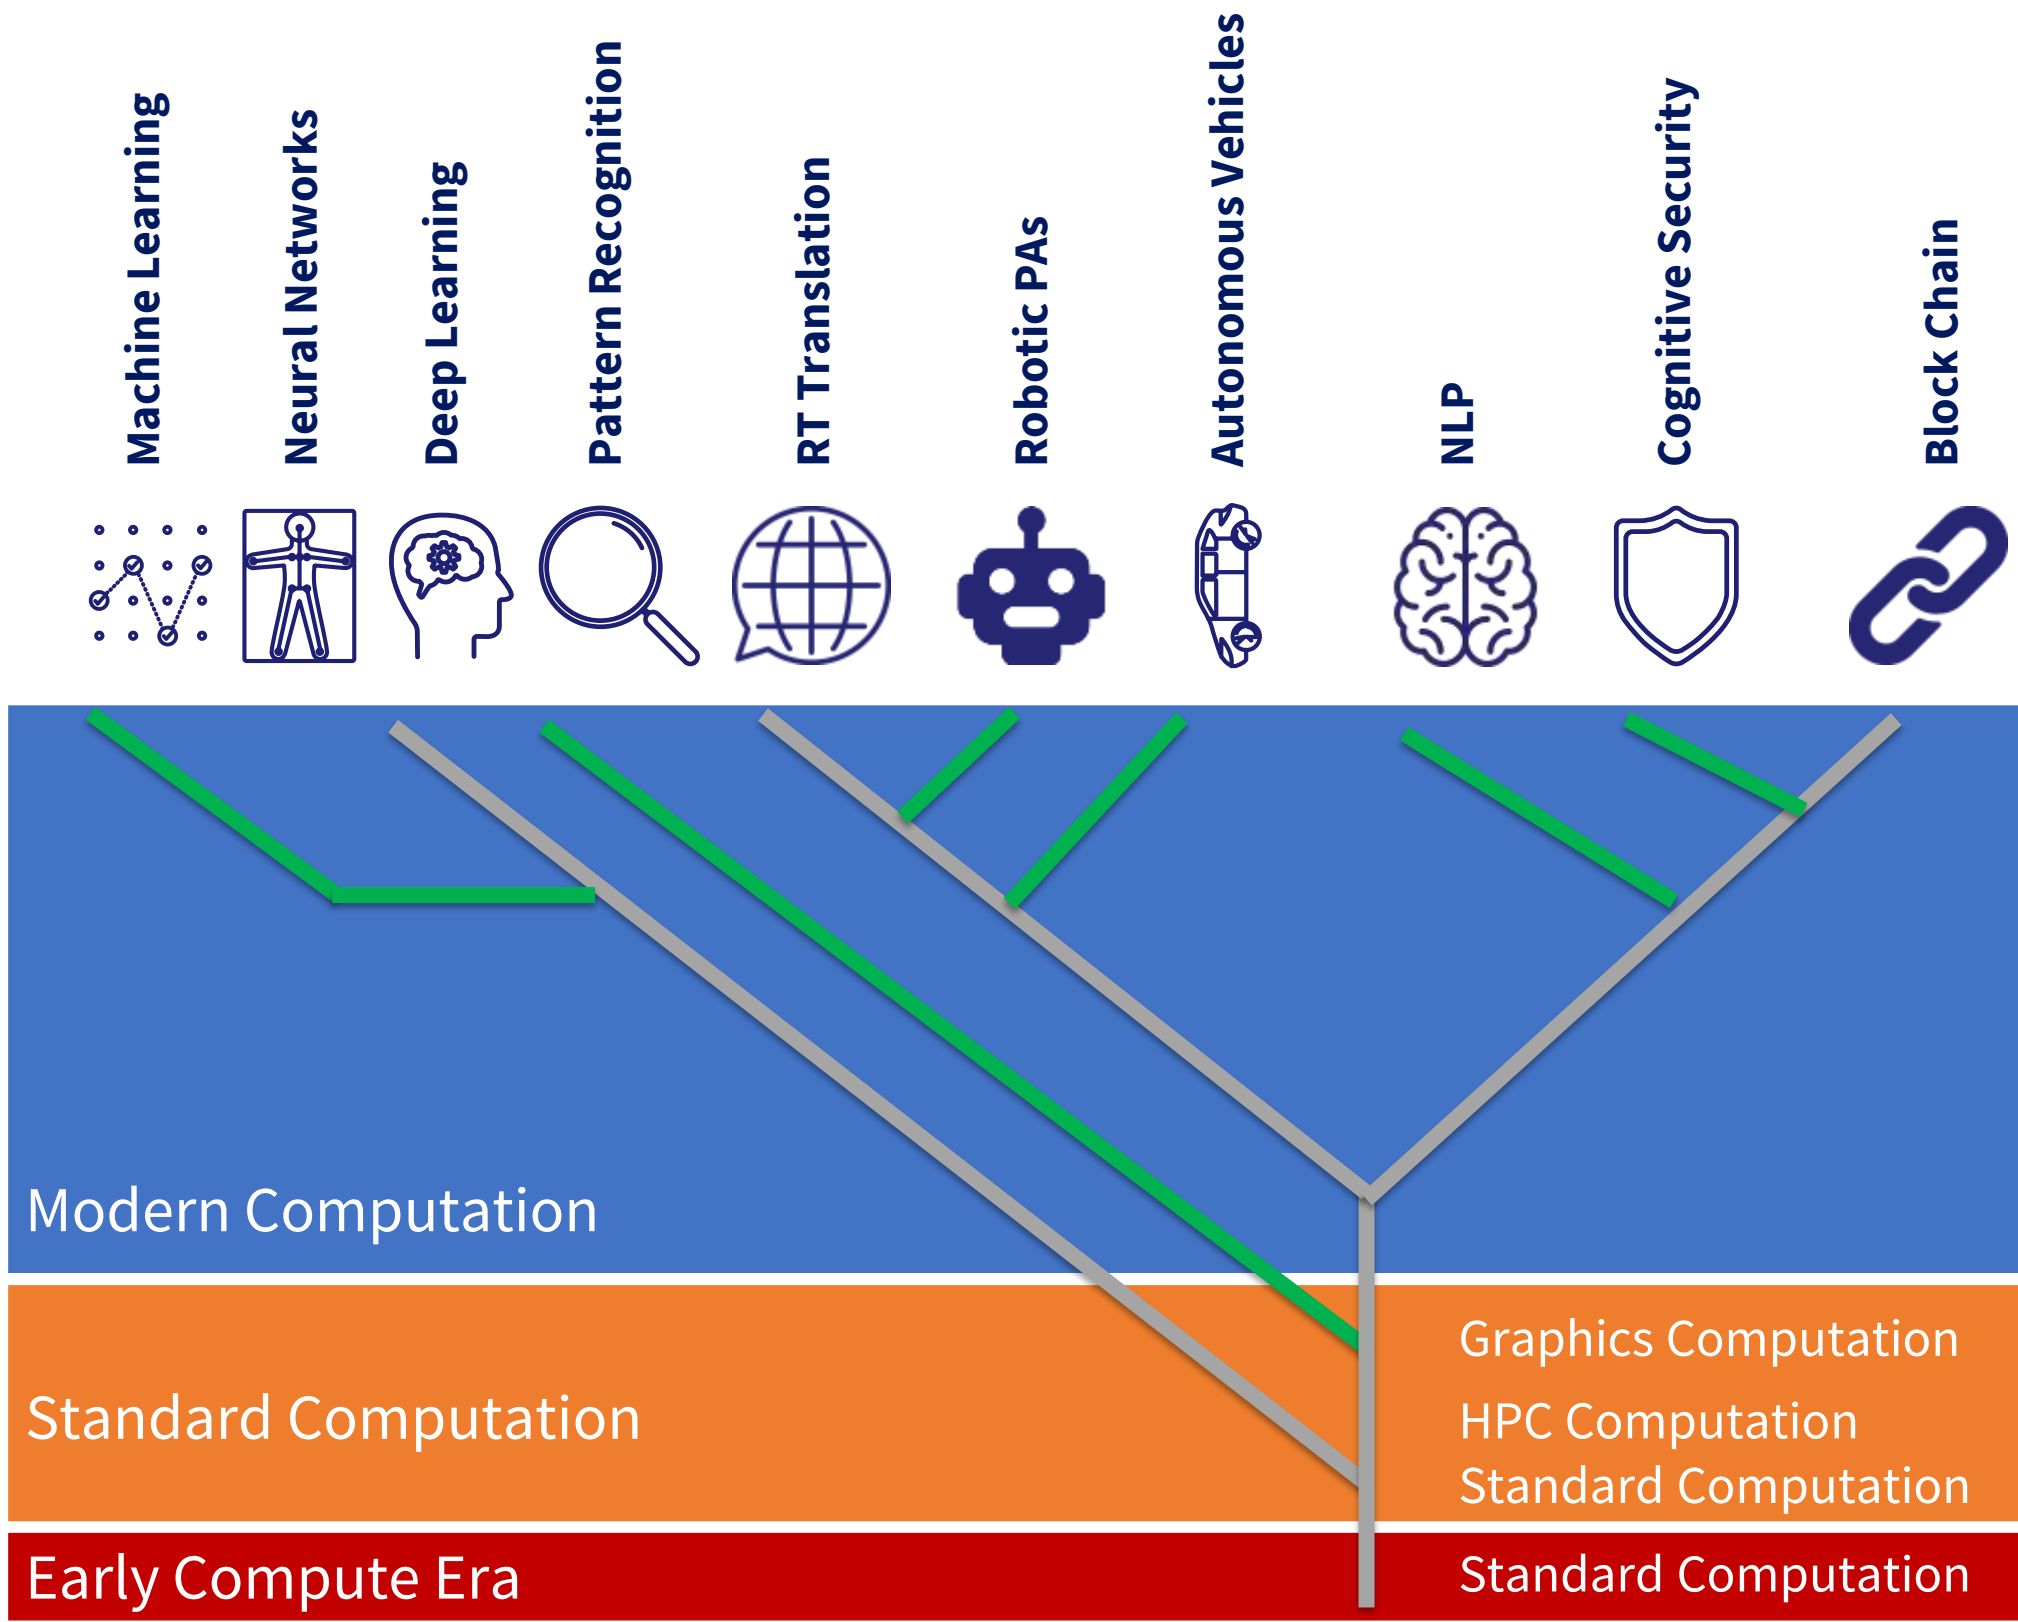 Machine Learning
Neural Networks
Deep Learning
Pattern Recognition
RT Translation
Robotic PAs
Autonomous Vehicles
NLP
Cognitive Security
Block Chain
Modern Computation
Standard Computation
Graphics Computation
HPC Computation
Standard Computation
Early Compute Era
Standard Computation